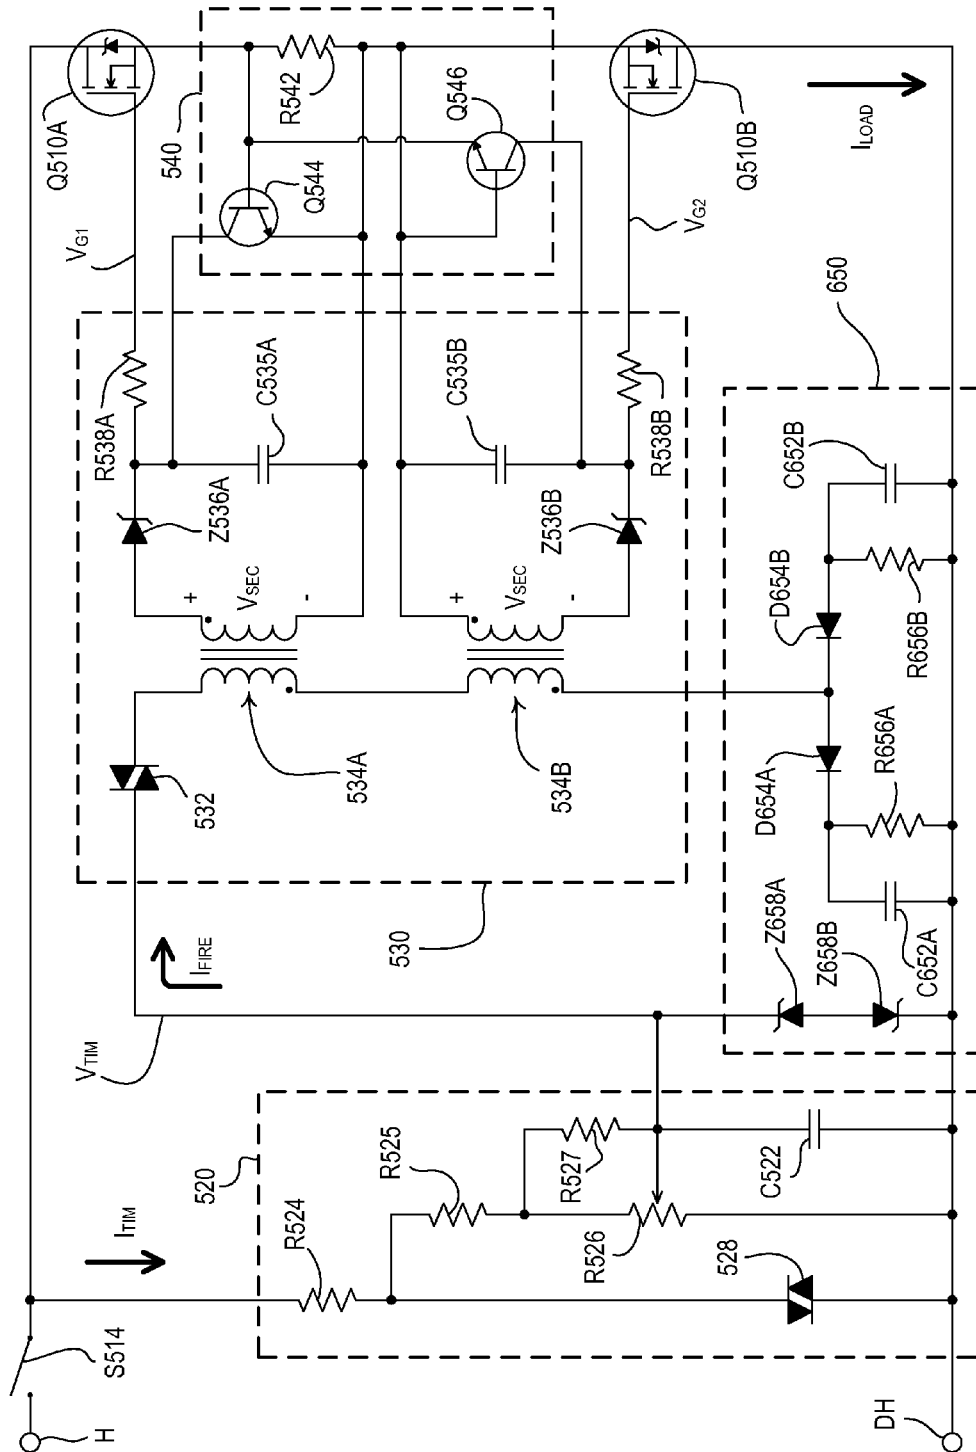 Q510A
540
R542
Q546
Q510B
ILOAD
Q544
VG1
VG2
650
R538A
C535A
C535B
R538B
C652B
Z536A
VSEC
+
-
Z536B
VSEC
+
-
D654B
R656B
534A
534B
532
D654A
R656A
530
Z658A
Z658B
C652A
IFIRE
VTIM
520
R525
R527
C522
R524
R526
528
ITIM
S514
H
DH